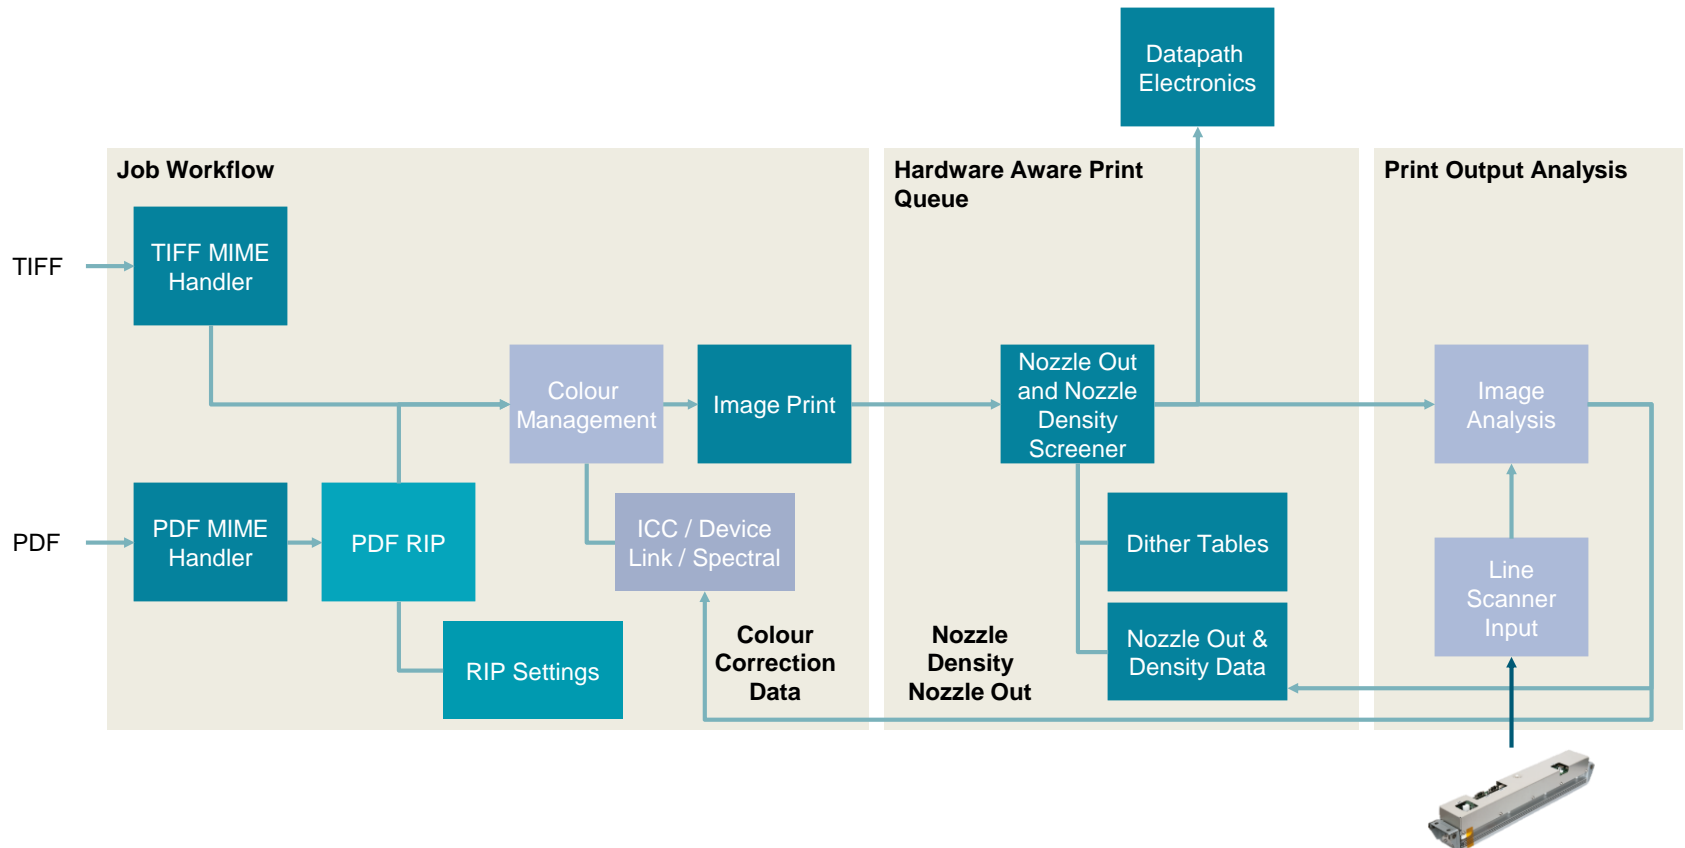 Datapath
Electronics
Job Workflow
Hardware Aware Print
Queue
Print Output Analysis
TIFF
TIFF MIME
Handler
Colour
Management
Image Print
Nozzle Out
and Nozzle
Density
Screener
Image
Analysis
PDF
PDF MIME
Handler
PDF RIP
ICC / Device
Link / Spectral
Dither Tables
Line
Scanner
Input
RIP Settings
Colour
Correction
Data
Nozzle
Density
Nozzle Out
Nozzle Out &
Density Data